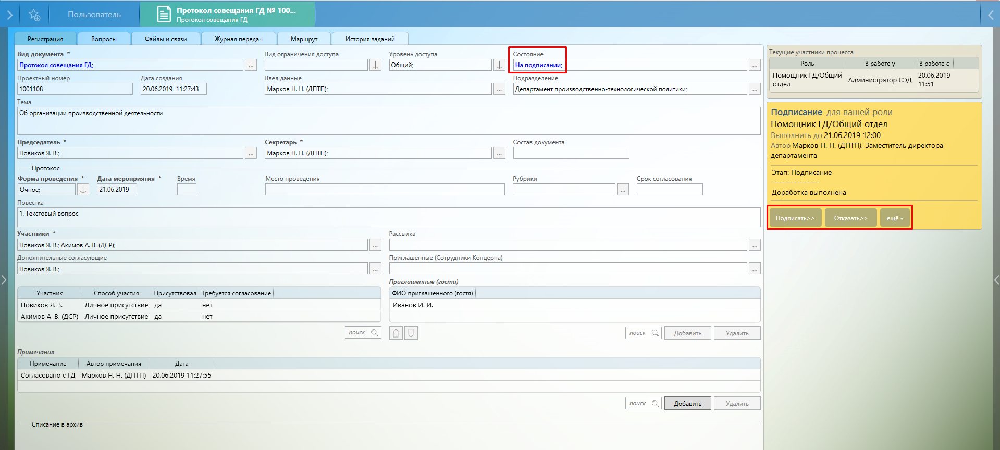 Пользователь
Протокол совещания ГД № 100...
Протокол совещания ГД
Регистрация
Вопросы
Файлы и связи
Журнал передач
Маршрут
История заданий
Вид документа *
Вид ограничения доступа
Уровень доступа
Состояние
Протокол совещания ГД;
...
Общий;
На подписании;
...
Проектный номер
Дата создания
Ввел данные
Подразделение
1001108
20.06.2019 11:27:43
Марков Н. Н. (ДПТП);
...
Департамент производственно-технологической политики;
...
Тема
Об организации производственной деятельности
Председатель *
Секретарь *
Состав документа
Новиков Я. В.;
...
Марков Н. Н. (ДПТП);
...
Протокол
Форма проведения *
Дата мероприятия *
Время
Место проведения
Рубрики
Срок согласования
Очное;
21.06.2019
...
Повестка
1. Текстовый вопрос
Участники *
Рассылка
Новиков Я. В.; Акимов А. В. (ДСР);
...
...
Дополнительные согласующие
Приглашенные (Сотрудники Концерна)
Новиков Я. В.;
...
...
Приглашенные (гости)
Участник
Способ участия
Присутствовал
Требуется согласование
ФИО приглашенного (гостя)
Новиков Я. В.
Личное присутствие
да
нет
Иванов И. И.
Акимов А. В. (ДСР)
Личное присутствие
да
нет
поиск
поиск
Добавить
Удалить
Примечания
Примечание
Автор примечания
Дата
Согласовано с ГД
Марков Н. Н. (ДПТП)
20.06.2019 11:27:55
поиск
Добавить
Удалить
Списание в архив
Текущие участники процесса
Роль
В работе у
В работе с
Помощник ГД/Общий
отдел
Администратор СЭД
20.06.2019
11:51
Подписание для вашей роли
Помощник ГД/Общий отдел
Выполнить до 21.06.2019 12:00
Автор Марков Н. Н. (ДПТП), Заместитель директора
департамента
Этап: Подписание
---------------
Доработка выполнена
Подписать>>
Отказать>>
ещё v